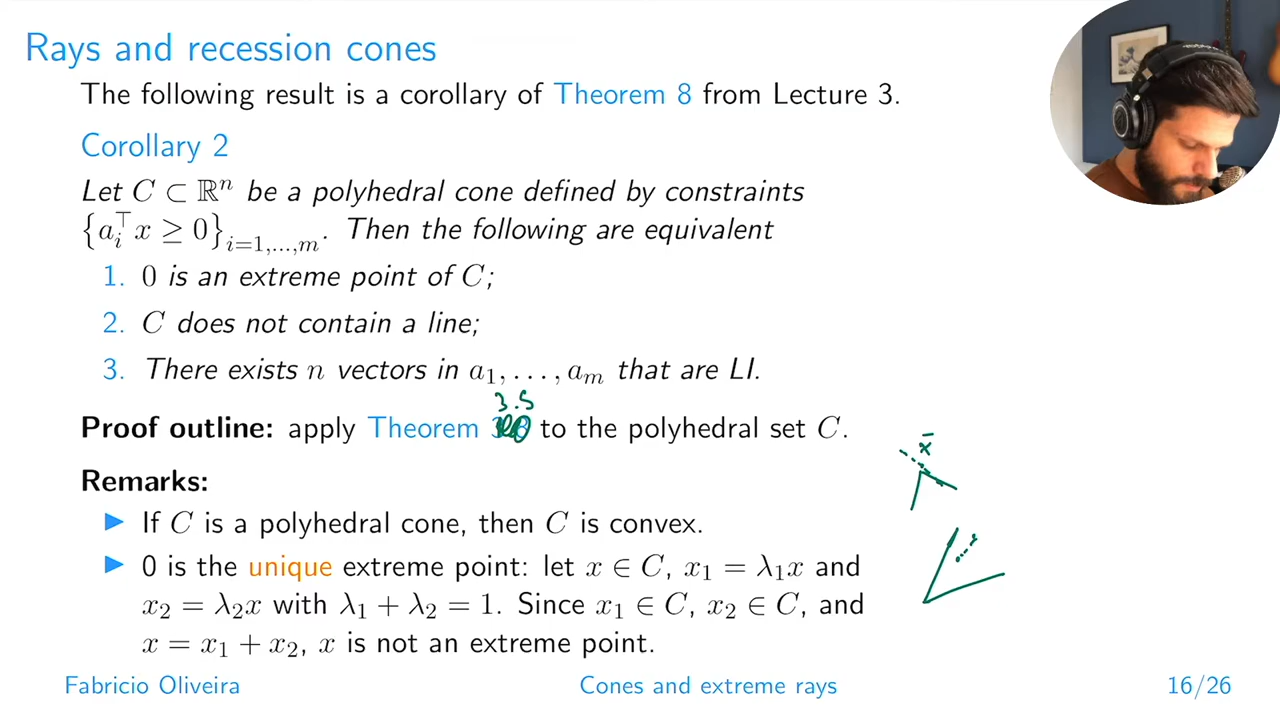 Rays and recession cones
The following result is a corollary of Theorem 8 from Lecture 3.
Corollary 2
Let C ⊂ ℝⁿ be a polyhedral cone defined by constraints
{aᵢ⊤x ≥ 0}ᵢ₌₁,...,ₘ. Then the following are equivalent
1. 0 is an extreme point of C;
2. C does not contain a line;
3. There exists n vectors in a₁, . . . , aₘ that are LI.
3.5
Proof outline: apply Theorem to the polyhedral set C.
x̄
Remarks:
▶ If C is a polyhedral cone, then C is convex.
▶ 0 is the unique extreme point: let x ∈ C, x₁ = λ₁x and
x₂ = λ₂x with λ₁ + λ₂ = 1. Since x₁ ∈ C, x₂ ∈ C, and
x = x₁ + x₂, x is not an extreme point.
Fabricio Oliveira Cones and extreme rays 16/26